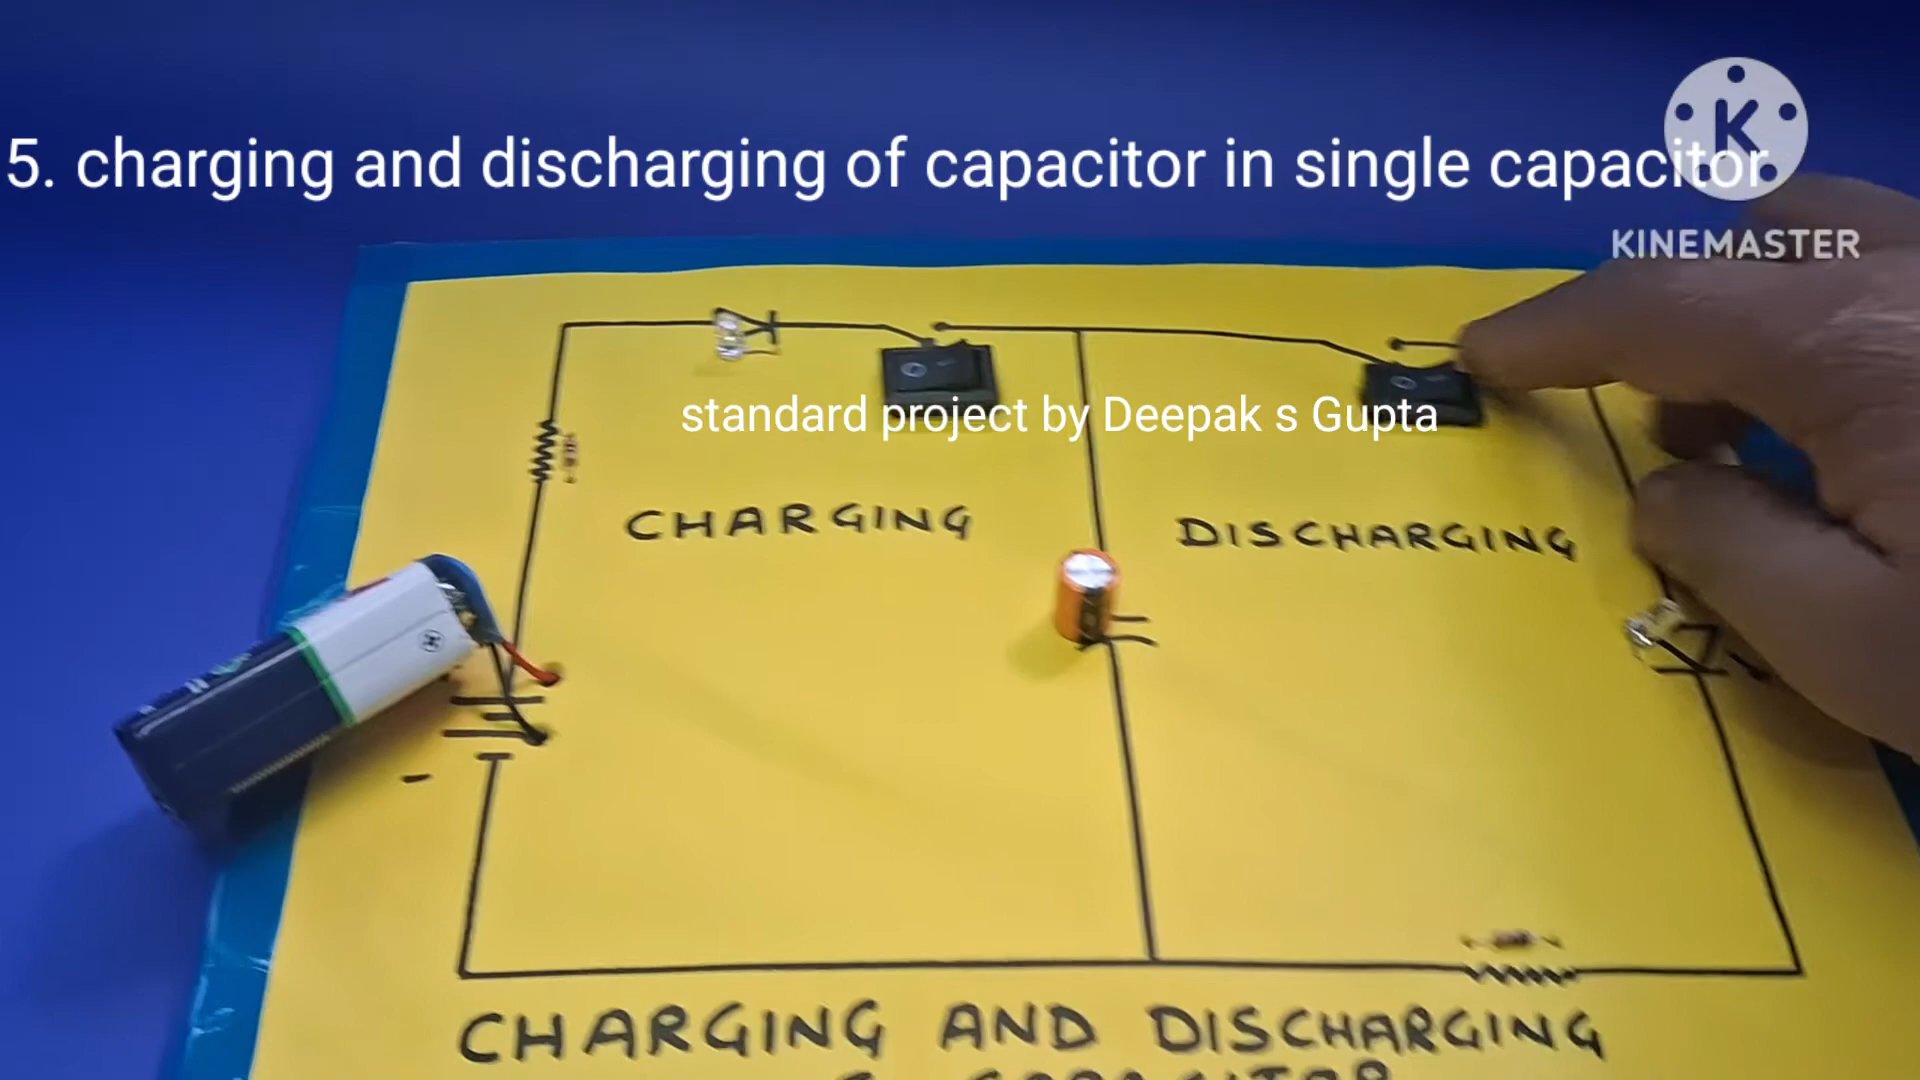 5. charging and discharging of capacitor in single capacitor
K
KINEMASTER
standard project by Deepak s Gupta
CHARGING
DISCHARGING
CHARGING AND DISCHARGING
CAPACITOR